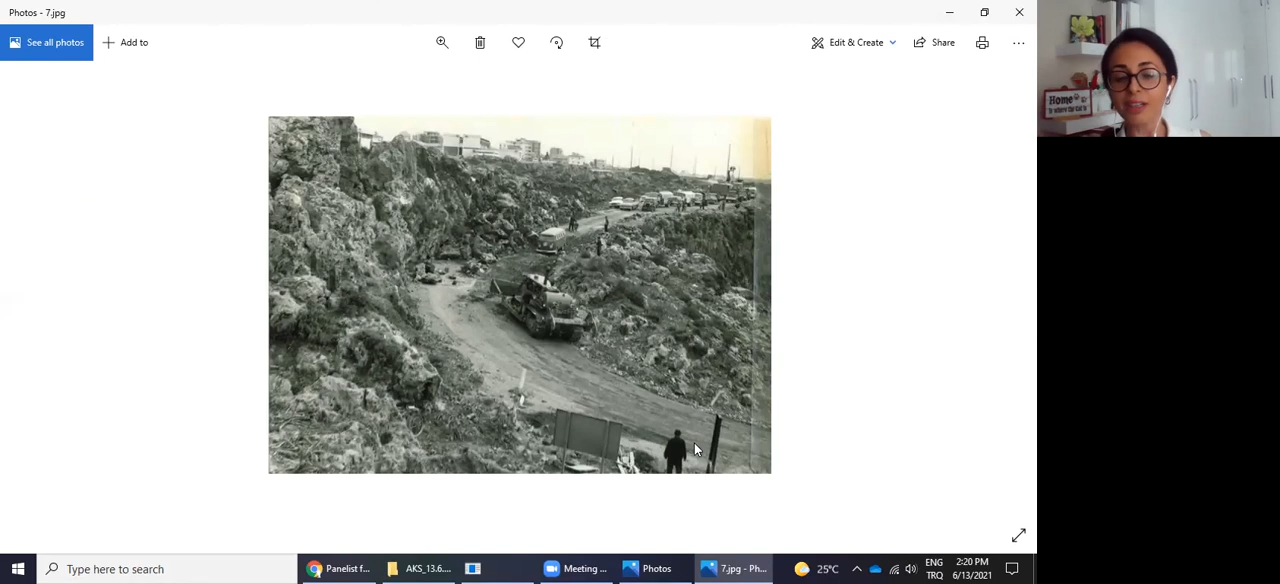 Photos - 7.jpg
See all photos
Add to
Edit & Create
Share
Home
Type here to search
Panelist f...
AKS_13.6....
Meeting ...
Photos
7.jpg - Ph...
25°C
ENG
TRQ
2:20 PM
6/13/2021